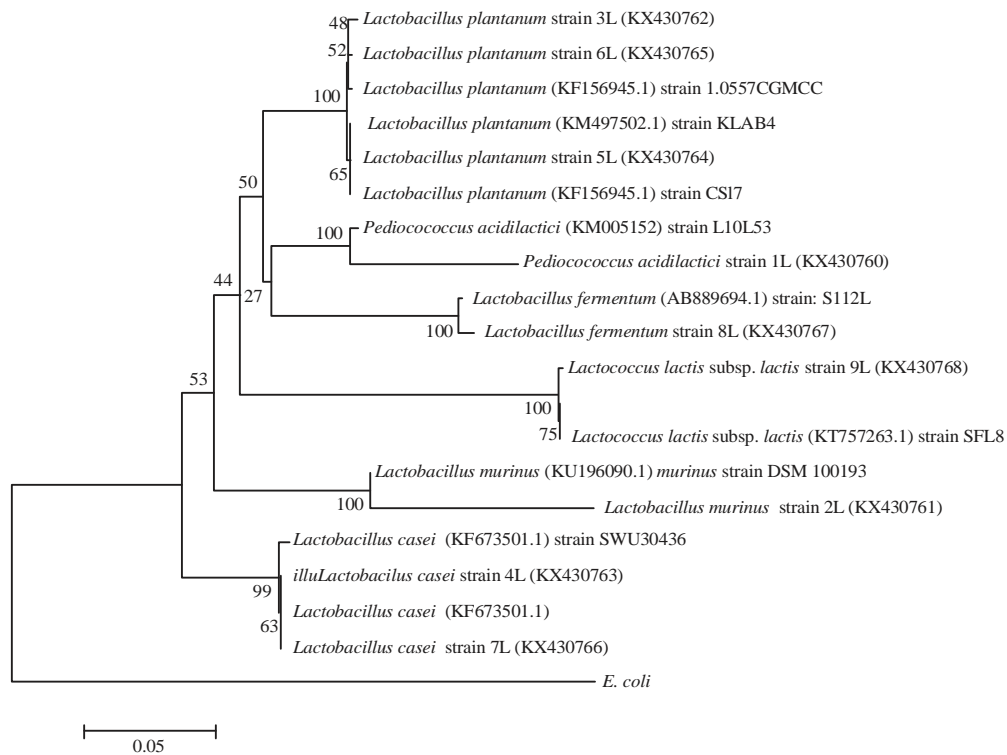 48
Lactobacillus plantanum strain 3L (KX430762)
52
Lactobacillus plantanum strain 6L (KX430765)
100
Lactobacillus plantanum (KF156945.1) strain 1.0557CGMCC
Lactobacillus plantanum (KM497502.1) strain KLAB4
Lactobacillus plantanum strain 5L (KX430764)
65
Lactobacillus plantanum (KF156945.1) strain CSI7
50
Pediocococcus acidilactici (KM005152) strain L10L53
100
Pediocococcus acidilactici strain 1L (KX430760)
44
27
Lactobacillus fermentum (AB889694.1) strain: S112L
100
Lactobacillus fermentum strain 8L (KX430767)
53
Lactococcus lactis subsp. lactis strain 9L (KX430768)
100
75
Lactococcus lactis subsp. lactis (KT757263.1) strain SFL8
Lactobacillus murinus (KU196090.1) murinus strain DSM 100193
100
Lactobacillus murinus strain 2L (KX430761)
Lactobacillus casei (KF673501.1) strain SWU30436
illuLactobacilus casei strain 4L (KX430763)
99
Lactobacillus casei (KF673501.1)
63
Lactobacillus casei strain 7L (KX430766)
E. coli
0.05